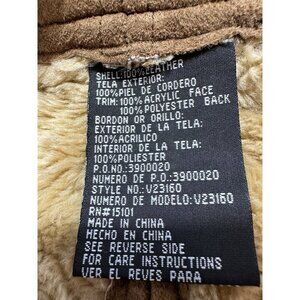 SHELL:100%LEATHER
TELA EXTERIOR:
100%PIEL DE CORDERO
TRIM:100% ACRYLIC FACE
100%POLYESTER BACK
BORDON OR ORILLO:
EXTERIOR DE LA TELA:
100%ACRILICO
INTERIOR DE LA TELA:
100%POLIESTER
P.O.NO:3900020
NUMERO DE P.O:3900020
STYLE NO:V23160
NUMERO DE MODELO:V23160
RN#15101
MADE IN CHINA
HECHO EN CHINA
SEE REVERSE SIDE
FOR CARE INSTRUCTIONS
VER EL REVES PARA